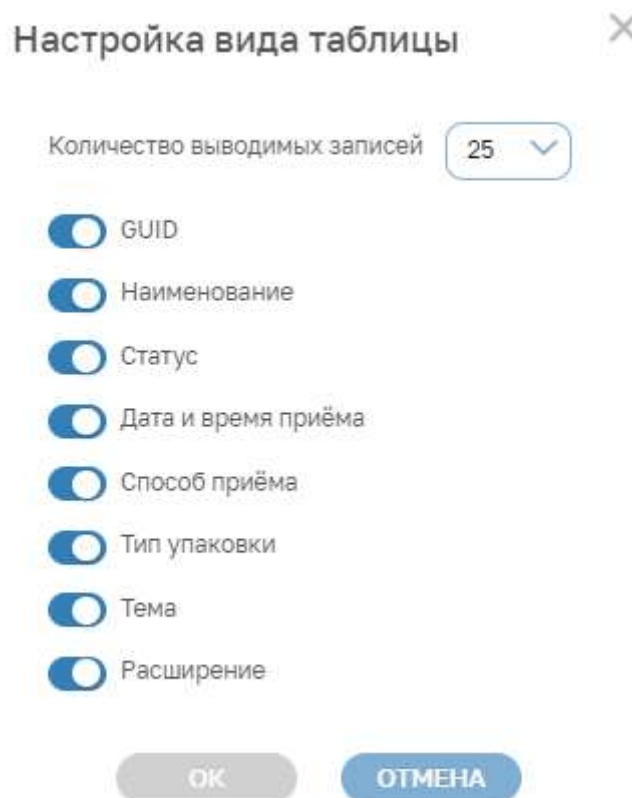 Настройка вида таблицы
Количество выводимых записей 25
GUID
Наименование
Статус
Дата и время приёма
Способ приёма
Тип упаковки
Тема
Расширение
ОК ОТМЕНА